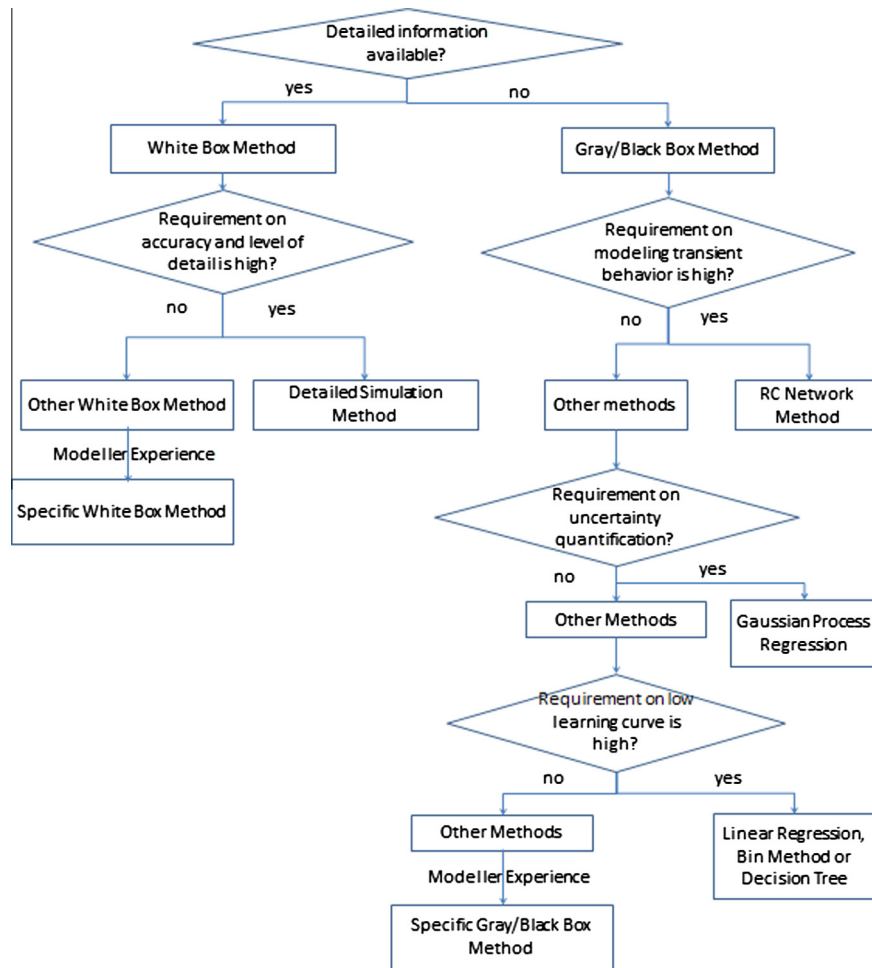 Detailed information
available?
yes
no
White Box Method
Gray/Black Box Method
Requirement on
accuracy and level of
detail is high?
Requirement on
modeling transient
behavior is high?
no
yes
no
yes
Other White Box Method
Detailed Simulation
Method
Other methods
RC Network
Method
Modeller Experience
Specific White Box Method
Requirement on
uncertainty
quantification?
no
yes
Other Methods
Gaussian Process
Regression
Requirement on low
learning curve is
high?
no
yes
Other Methods
Linear Regression,
Bin Method or
Decision Tree
Modeller Experience
Specific Gray/Black Box
Method